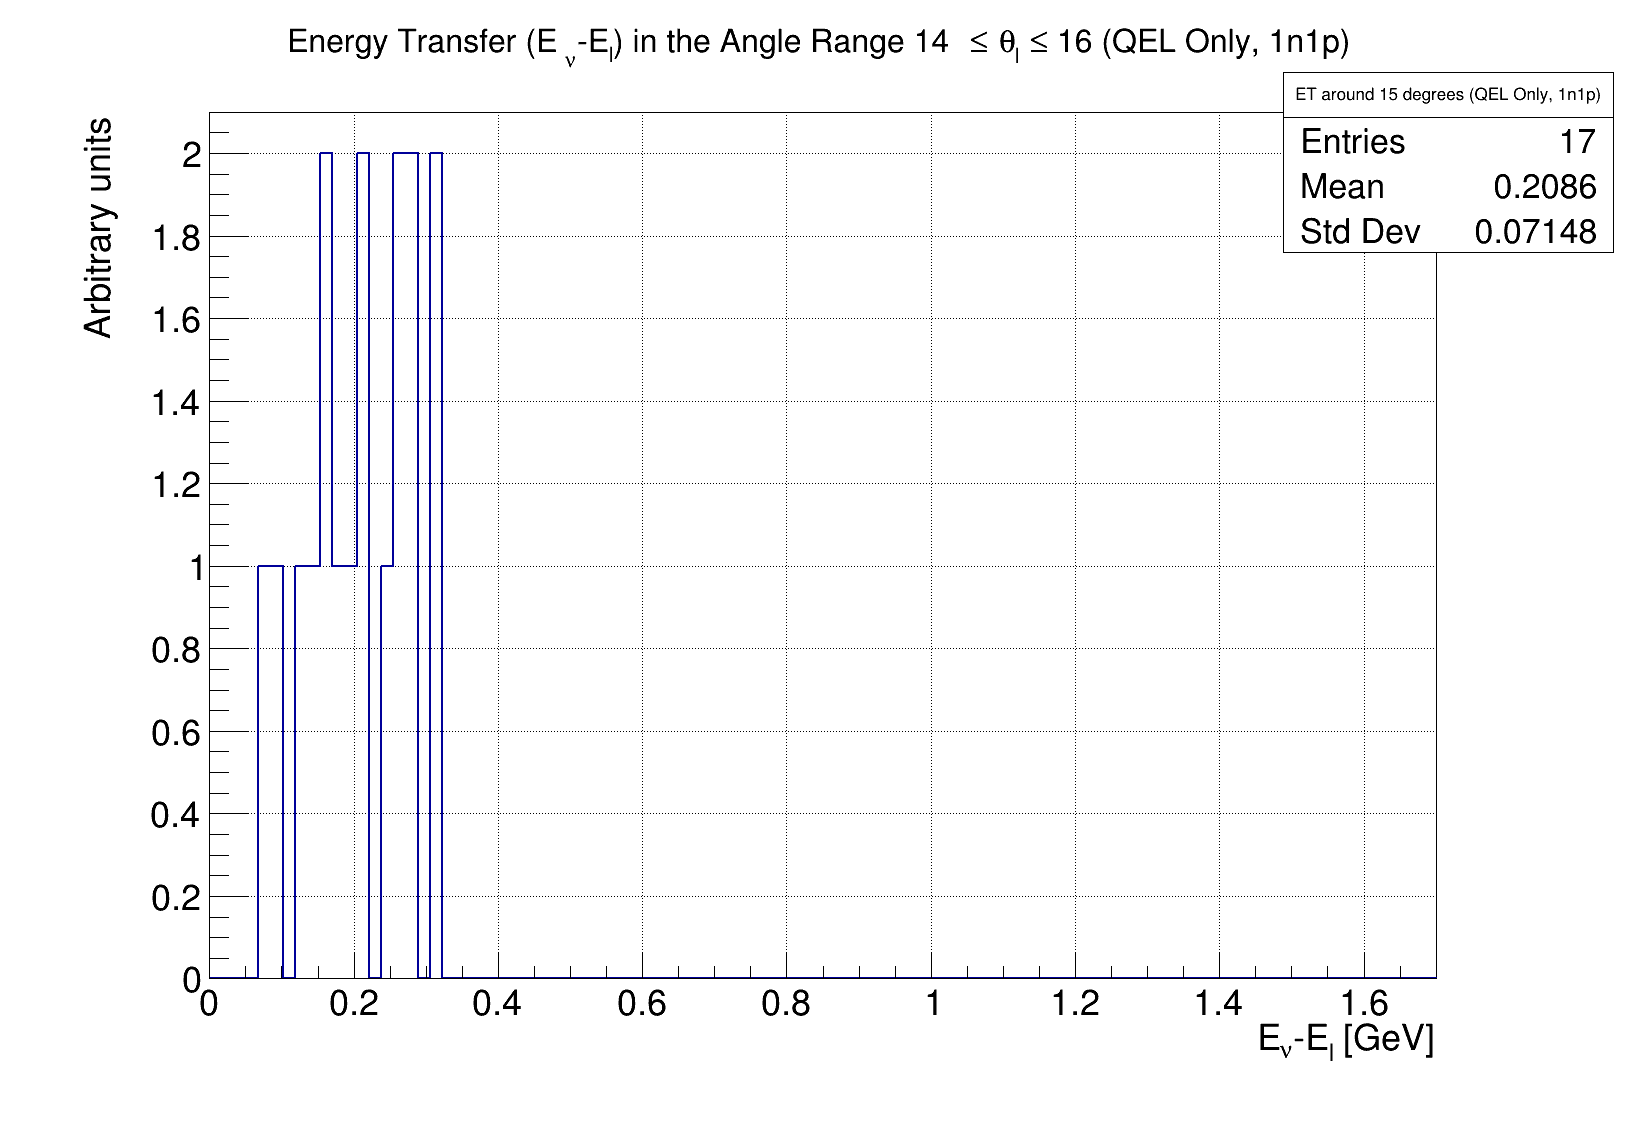 Energy Transfer (E ν-El) in the Angle Range 14 ≤ θl ≤ 16 (QEL Only, 1n1p)
ET around 15 degrees (QEL Only, 1n1p)
Entries 17
Mean 0.2086
Std Dev 0.07148
Arbitrary units
2
1.8
1.6
1.4
1.2
1
0.8
0.6
0.4
0.2
0
0 0.2 0.4 0.6 0.8 1 1.2 1.4 1.6
Eν-El [GeV]